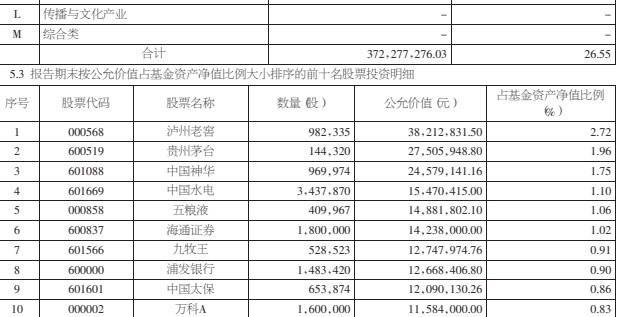 L 传播与文化产业 – –
M 综合类 – –
合计 372,277,276.03 26.55
5.3 报告期末按公允价值占基金资产净值比例大小排序的前十名股票投资明细
序号 股票代码 股票名称 数量(股) 公允价值(元) 占基金资产净值比例(%)
1 000568 泸州老窖 982,335 38,212,831.50 2.72
2 600519 贵州茅台 144,320 27,505,948.80 1.96
3 601088 中国神华 969,974 24,579,141.16 1.75
4 601669 中国水电 3,437,870 15,470,415.00 1.10
5 000858 五粮液 409,967 14,881,802.10 1.06
6 600837 海通证券 1,800,000 14,238,000.00 1.02
7 601566 九牧王 528,523 12,747,974.76 0.91
8 600000 浦发银行 1,483,420 12,668,406.80 0.90
9 601601 中国太保 653,874 12,090,130.26 0.86
10 000002 万科A 1,600,000 11,584,000.00 0.83